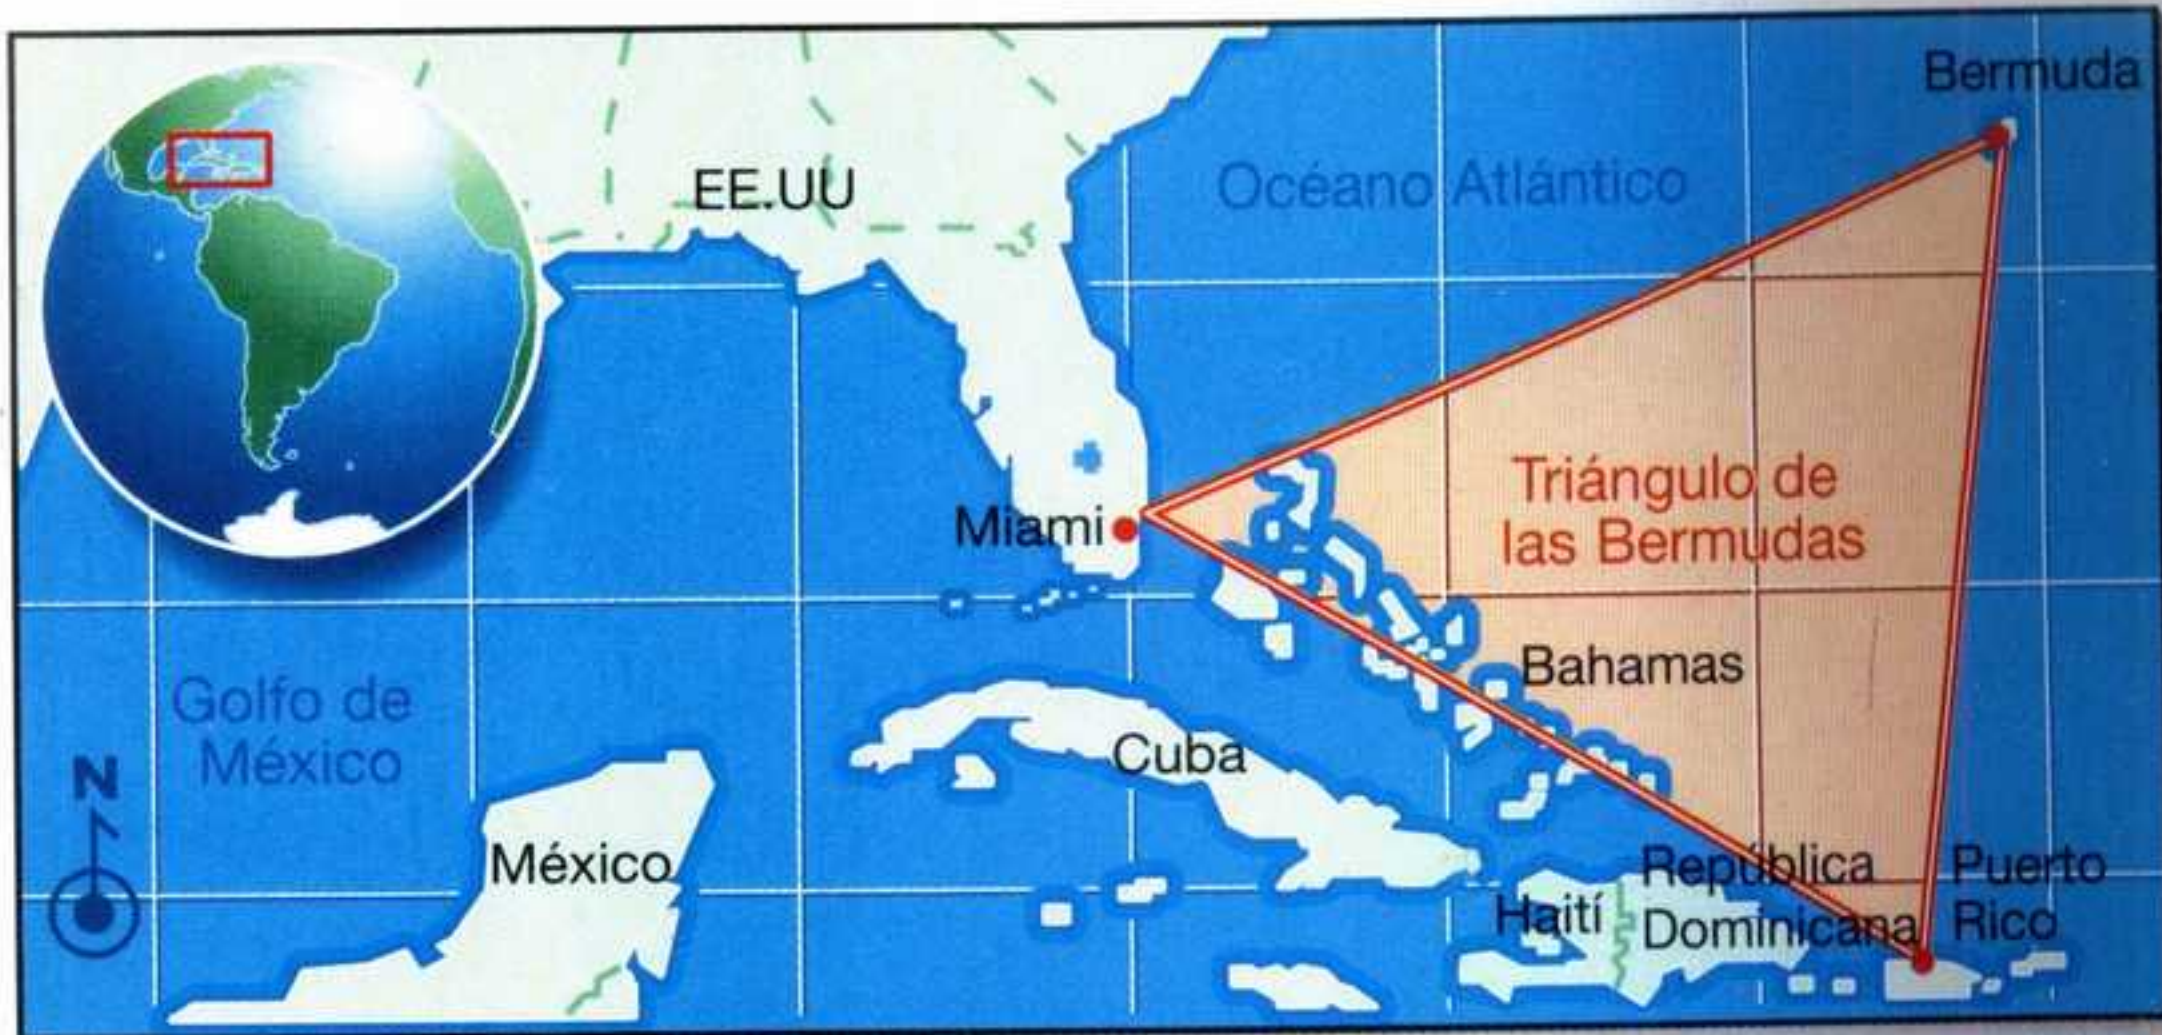 Bermuda
EE.UU
Océano Atlántico
Triángulo de
las Bermudas
Miami
Bahamas
Golfo de
México
Cuba
N
México
República
Dominicana
Haití
Puerto
Rico